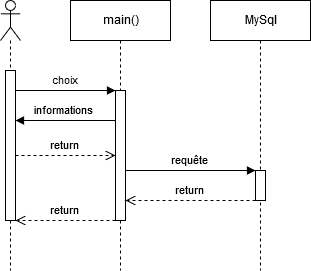 main()
MySql
choix
informations
return
requête
return
return